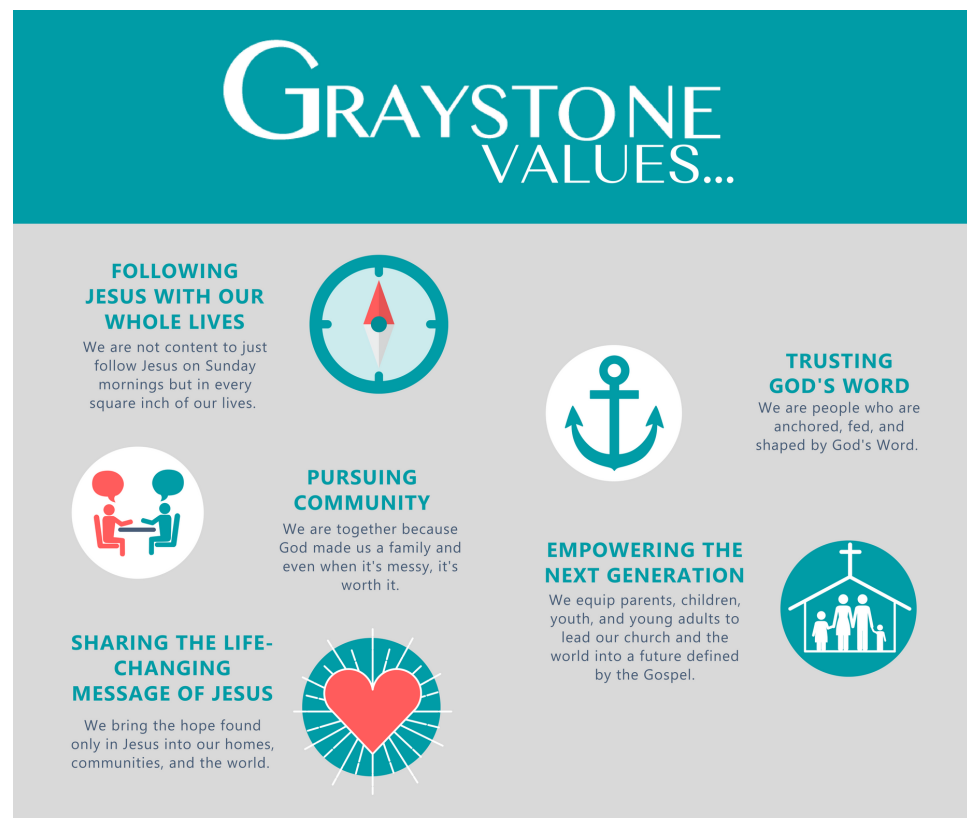 GRAYSTONE
VALUES...
FOLLOWING
JESUS WITH OUR
WHOLE LIVES
We are not content to just
follow Jesus on Sunday
mornings but in every
square inch of our lives.
TRUSTING
GOD'S WORD
We are people who are
anchored, fed, and
shaped by God's Word.
PURSUING
COMMUNITY
We are together because
God made us a family and
even when it's messy, it's
worth it.
EMPOWERING THE
NEXT GENERATION
We equip parents, children,
youth, and young adults to
lead our church and the
world into a future defined
by the Gospel.
SHARING THE LIFE-
CHANGING
MESSAGE OF JESUS
We bring the hope found
only in Jesus into our homes,
communities, and the world.